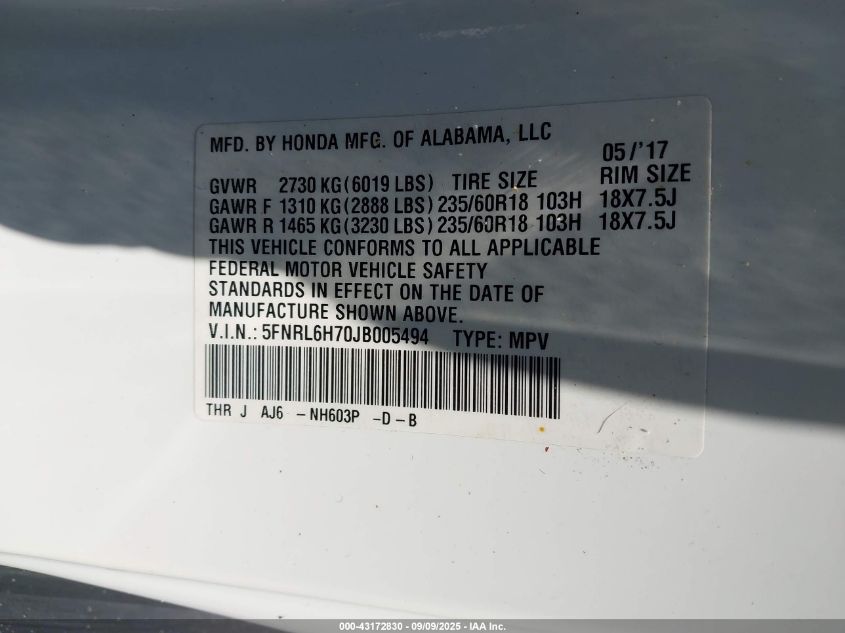 MFD. BY HONDA MFG. OF ALABAMA, LLC
05/'17
GVWR 2730 KG(6019 LBS) TIRE SIZE RIM SIZE
GAWR F 1310 KG(2888 LBS) 235/60R18 103H 18X7.5J
GAWR R 1465 KG(3230 LBS) 235/60R18 103H 18X7.5J
THIS VEHICLE CONFORMS TO ALL APPLICABLE
FEDERAL MOTOR VEHICLE SAFETY
STANDARDS IN EFFECT ON THE DATE OF
MANUFACTURE SHOWN ABOVE.
V.I.N.: 5FNRL6H70JB005494 TYPE: MPV
THR J AJ6 -NH603P -D-B
000-43172830 - 09/09/2025 - IAA Inc.